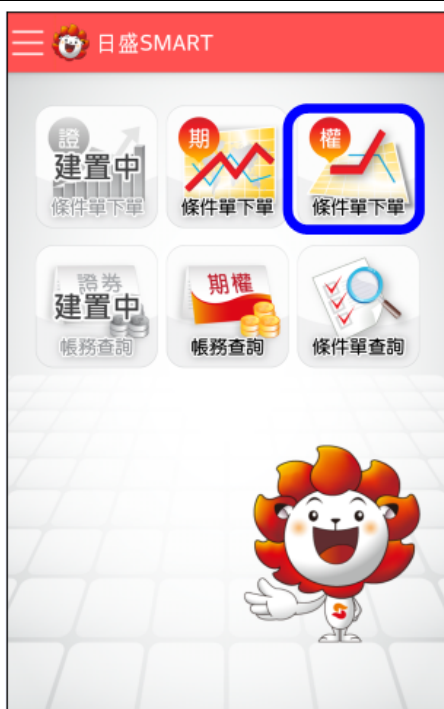 日盛SMART
證
建置中
條件單下單
期
條件單下單
權
條件單下單
證券
建置中
帳務查詢
期權
帳務查詢
條件單查詢